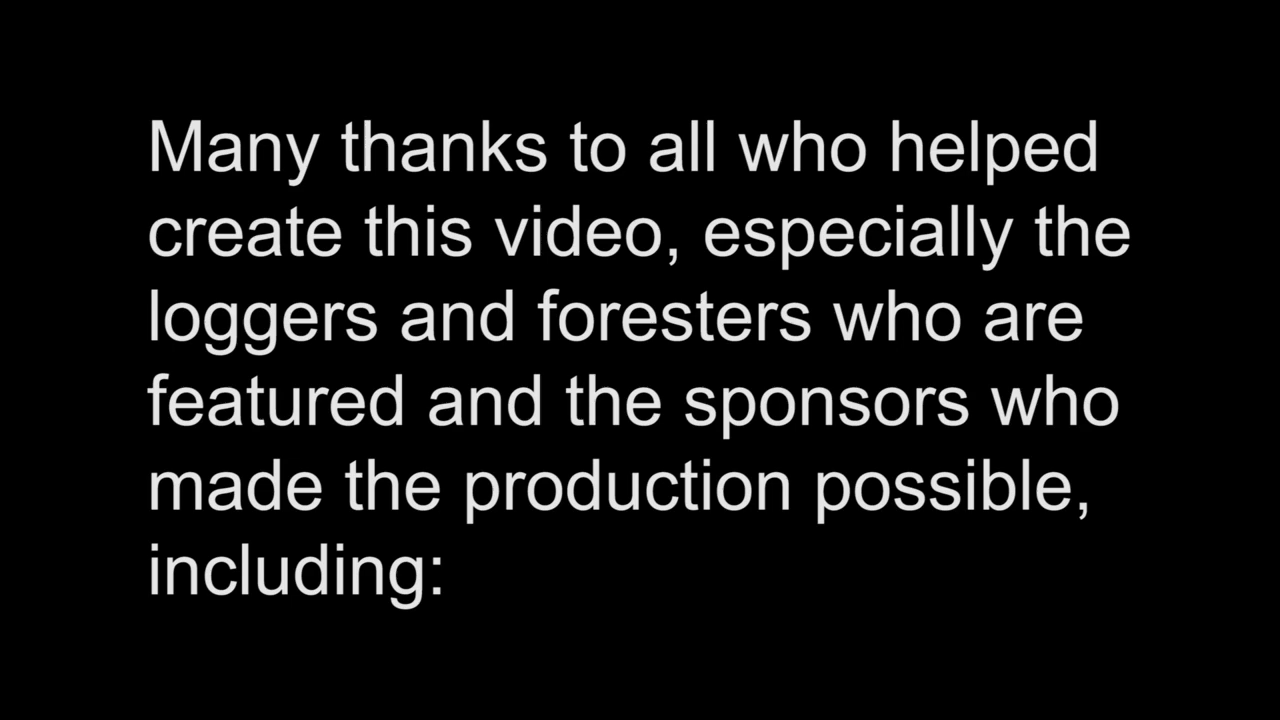 Many thanks to all who helped
create this video, especially the
loggers and foresters who are
featured and the sponsors who
made the production possible,
including: